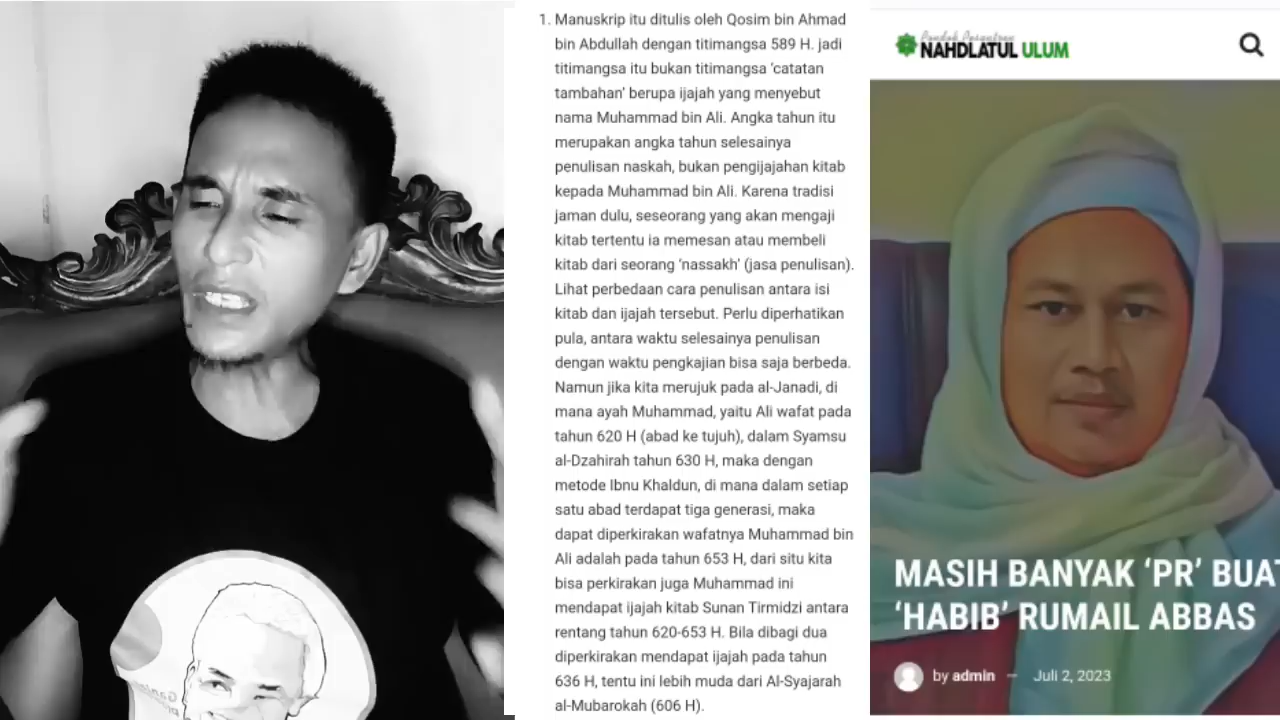 1. Manuskrip itu ditulis oleh Qosim bin Ahmad
bin Abdullah dengan titimangsa 589 H. jadi
titimangsa itu bukan titimangsa ‘catatan
tambahan’ berupa ijajah yang menyebut
nama Muhammad bin Ali. Angka tahun itu
merupakan angka tahun selesainya
penulisan naskah, bukan pengijajahan kitab
kepada Muhammad bin Ali. Karena tradisi
jaman dulu, seseorang yang akan mengaji
kitab tertentu ia memesan atau membeli
kitab dari seorang ‘nassakh’ (jasa penulisan).
Lihat perbedaan cara penulisan antara isi
kitab dan ijajah tersebut. Perlu diperhatikan
pula, antara waktu selesainya penulisan
dengan waktu pengkajian bisa saja berbeda.
Namun jika kita merujuk pada al-Janadi, di
mana ayah Muhammad, yaitu Ali wafat pada
tahun 620 H (abad ke tujuh), dalam Syamsu
al-Dzahirah tahun 630 H, maka dengan
metode Ibnu Khaldun, di mana dalam setiap
satu abad terdapat tiga generasi, maka
dapat diperkirakan wafatnya Muhammad bin
Ali adalah pada tahun 653 H, dari situ kita
bisa perkirakan juga Muhammad ini
mendapat ijajah kitab Sunan Tirmidzi antara
rentang tahun 620-653 H. Bila dibagi dua
diperkirakan mendapat ijajah pada tahun
636 H, tentu ini lebih muda dari Al-Syajarah
al-Mubarokah (606 H).
Pondok Pesantren
NAHDLATUL ULUM
MASIH BANYAK ‘PR’ BUAT
‘HABIB’ RUMAIL ABBAS
by admin — Juli 2, 2023